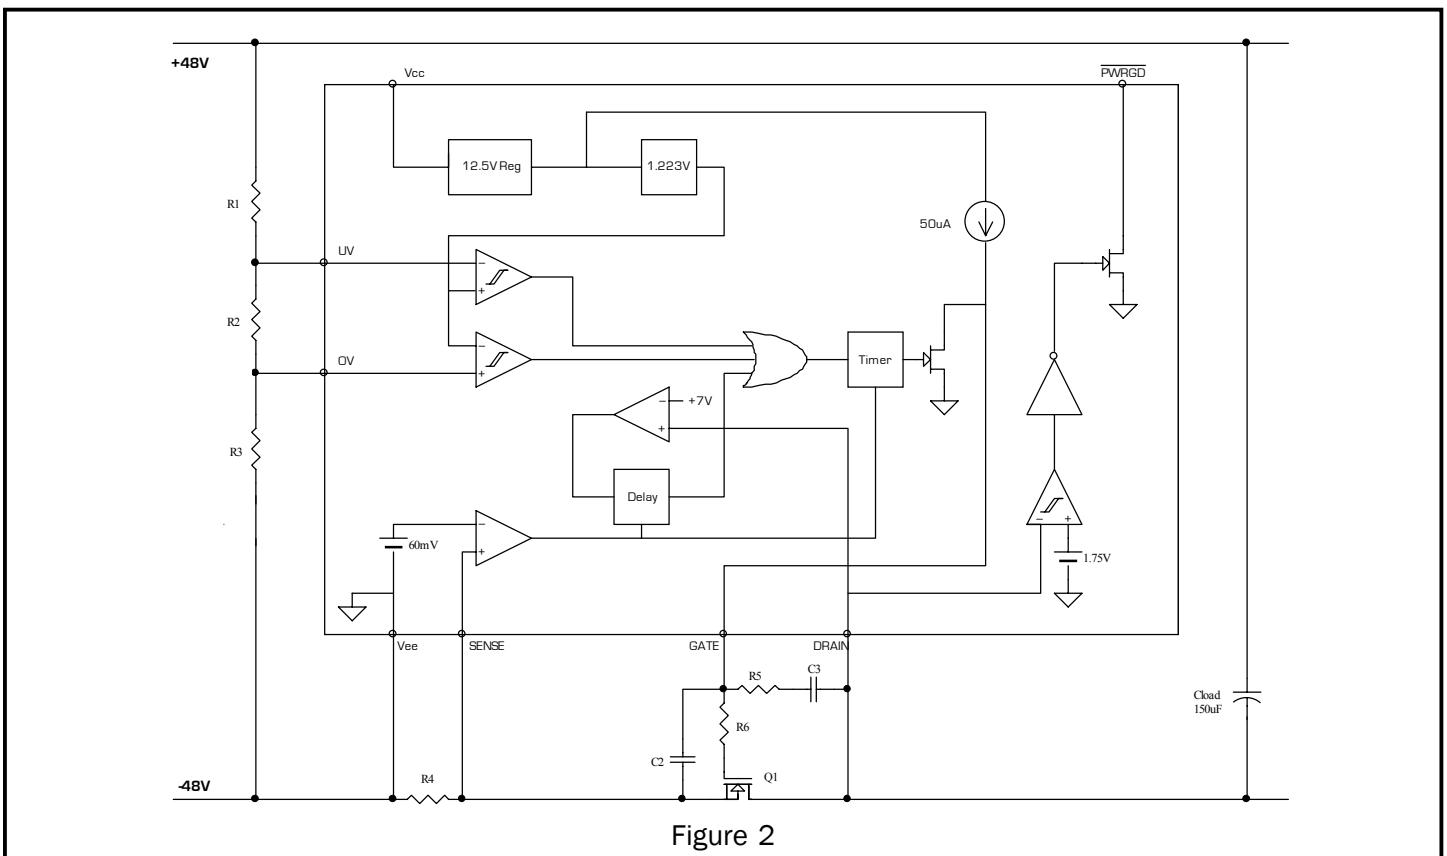 +48V
Vcc
PWRGD
12.5V Reg
1.223V
R1
50uA
UV
-
+
R2
OV
-
+
Timer
- +7V
+
R3
Delay
-
+
60mV
- +
1.75V
Vee
SENSE
GATE
DRAIN
R5
C3
Cload
150uF
R6
C2
Q1
-48V
R4
Figure 2